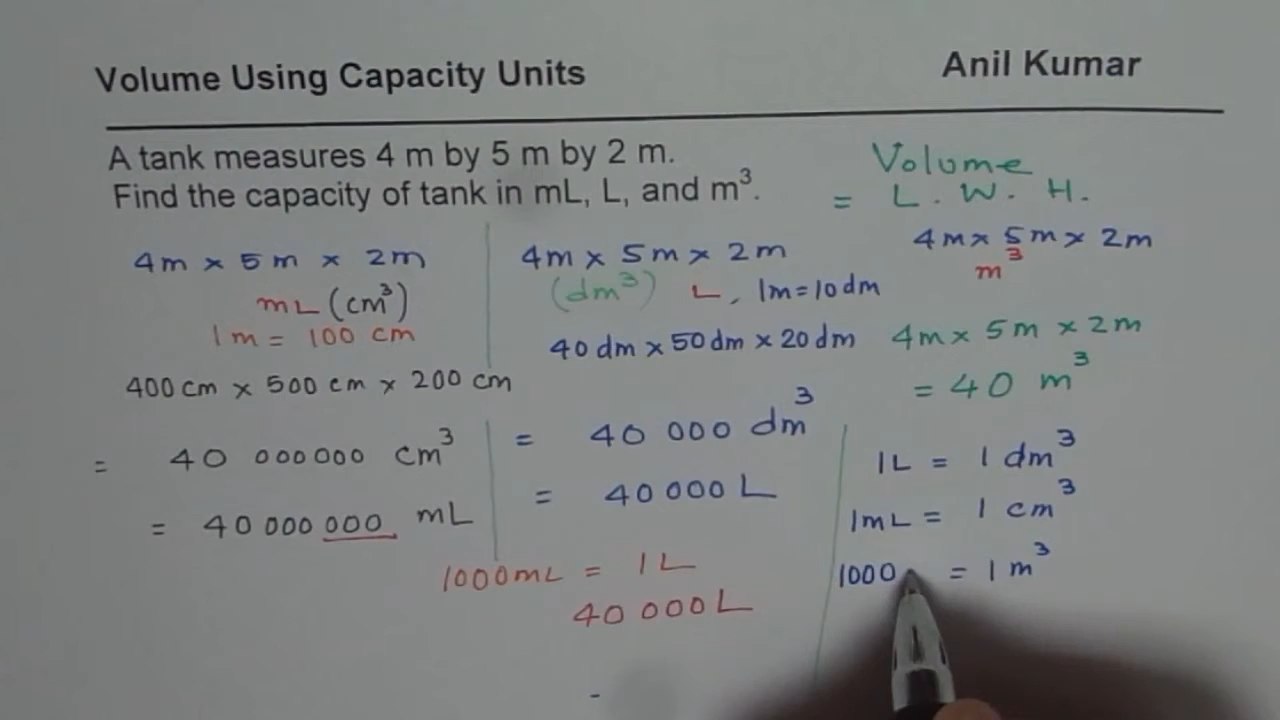 Volume Using Capacity Units
Anil Kumar
A tank measures 4 m by 5 m by 2 m.
Find the capacity of tank in mL, L, and m³.
Volume
= L. W. H.
4m x 5m x 2m
mL (cm³)
1m = 100 cm
400 cm x 500 cm x 200 cm
= 40 000000 cm³
= 40 000 000 mL
4m x 5m x 2m
(dm³) L, 1m = 10 dm
40 dm x 50 dm x 20 dm
= 40 000 dm³
= 40 000 L
1000mL = 1L
40 000L
4m x 5m x 2m
m³
4m x 5m x 2m
= 40 m³
1L = 1 dm³
1mL = 1 cm³
1000 = 1 m³